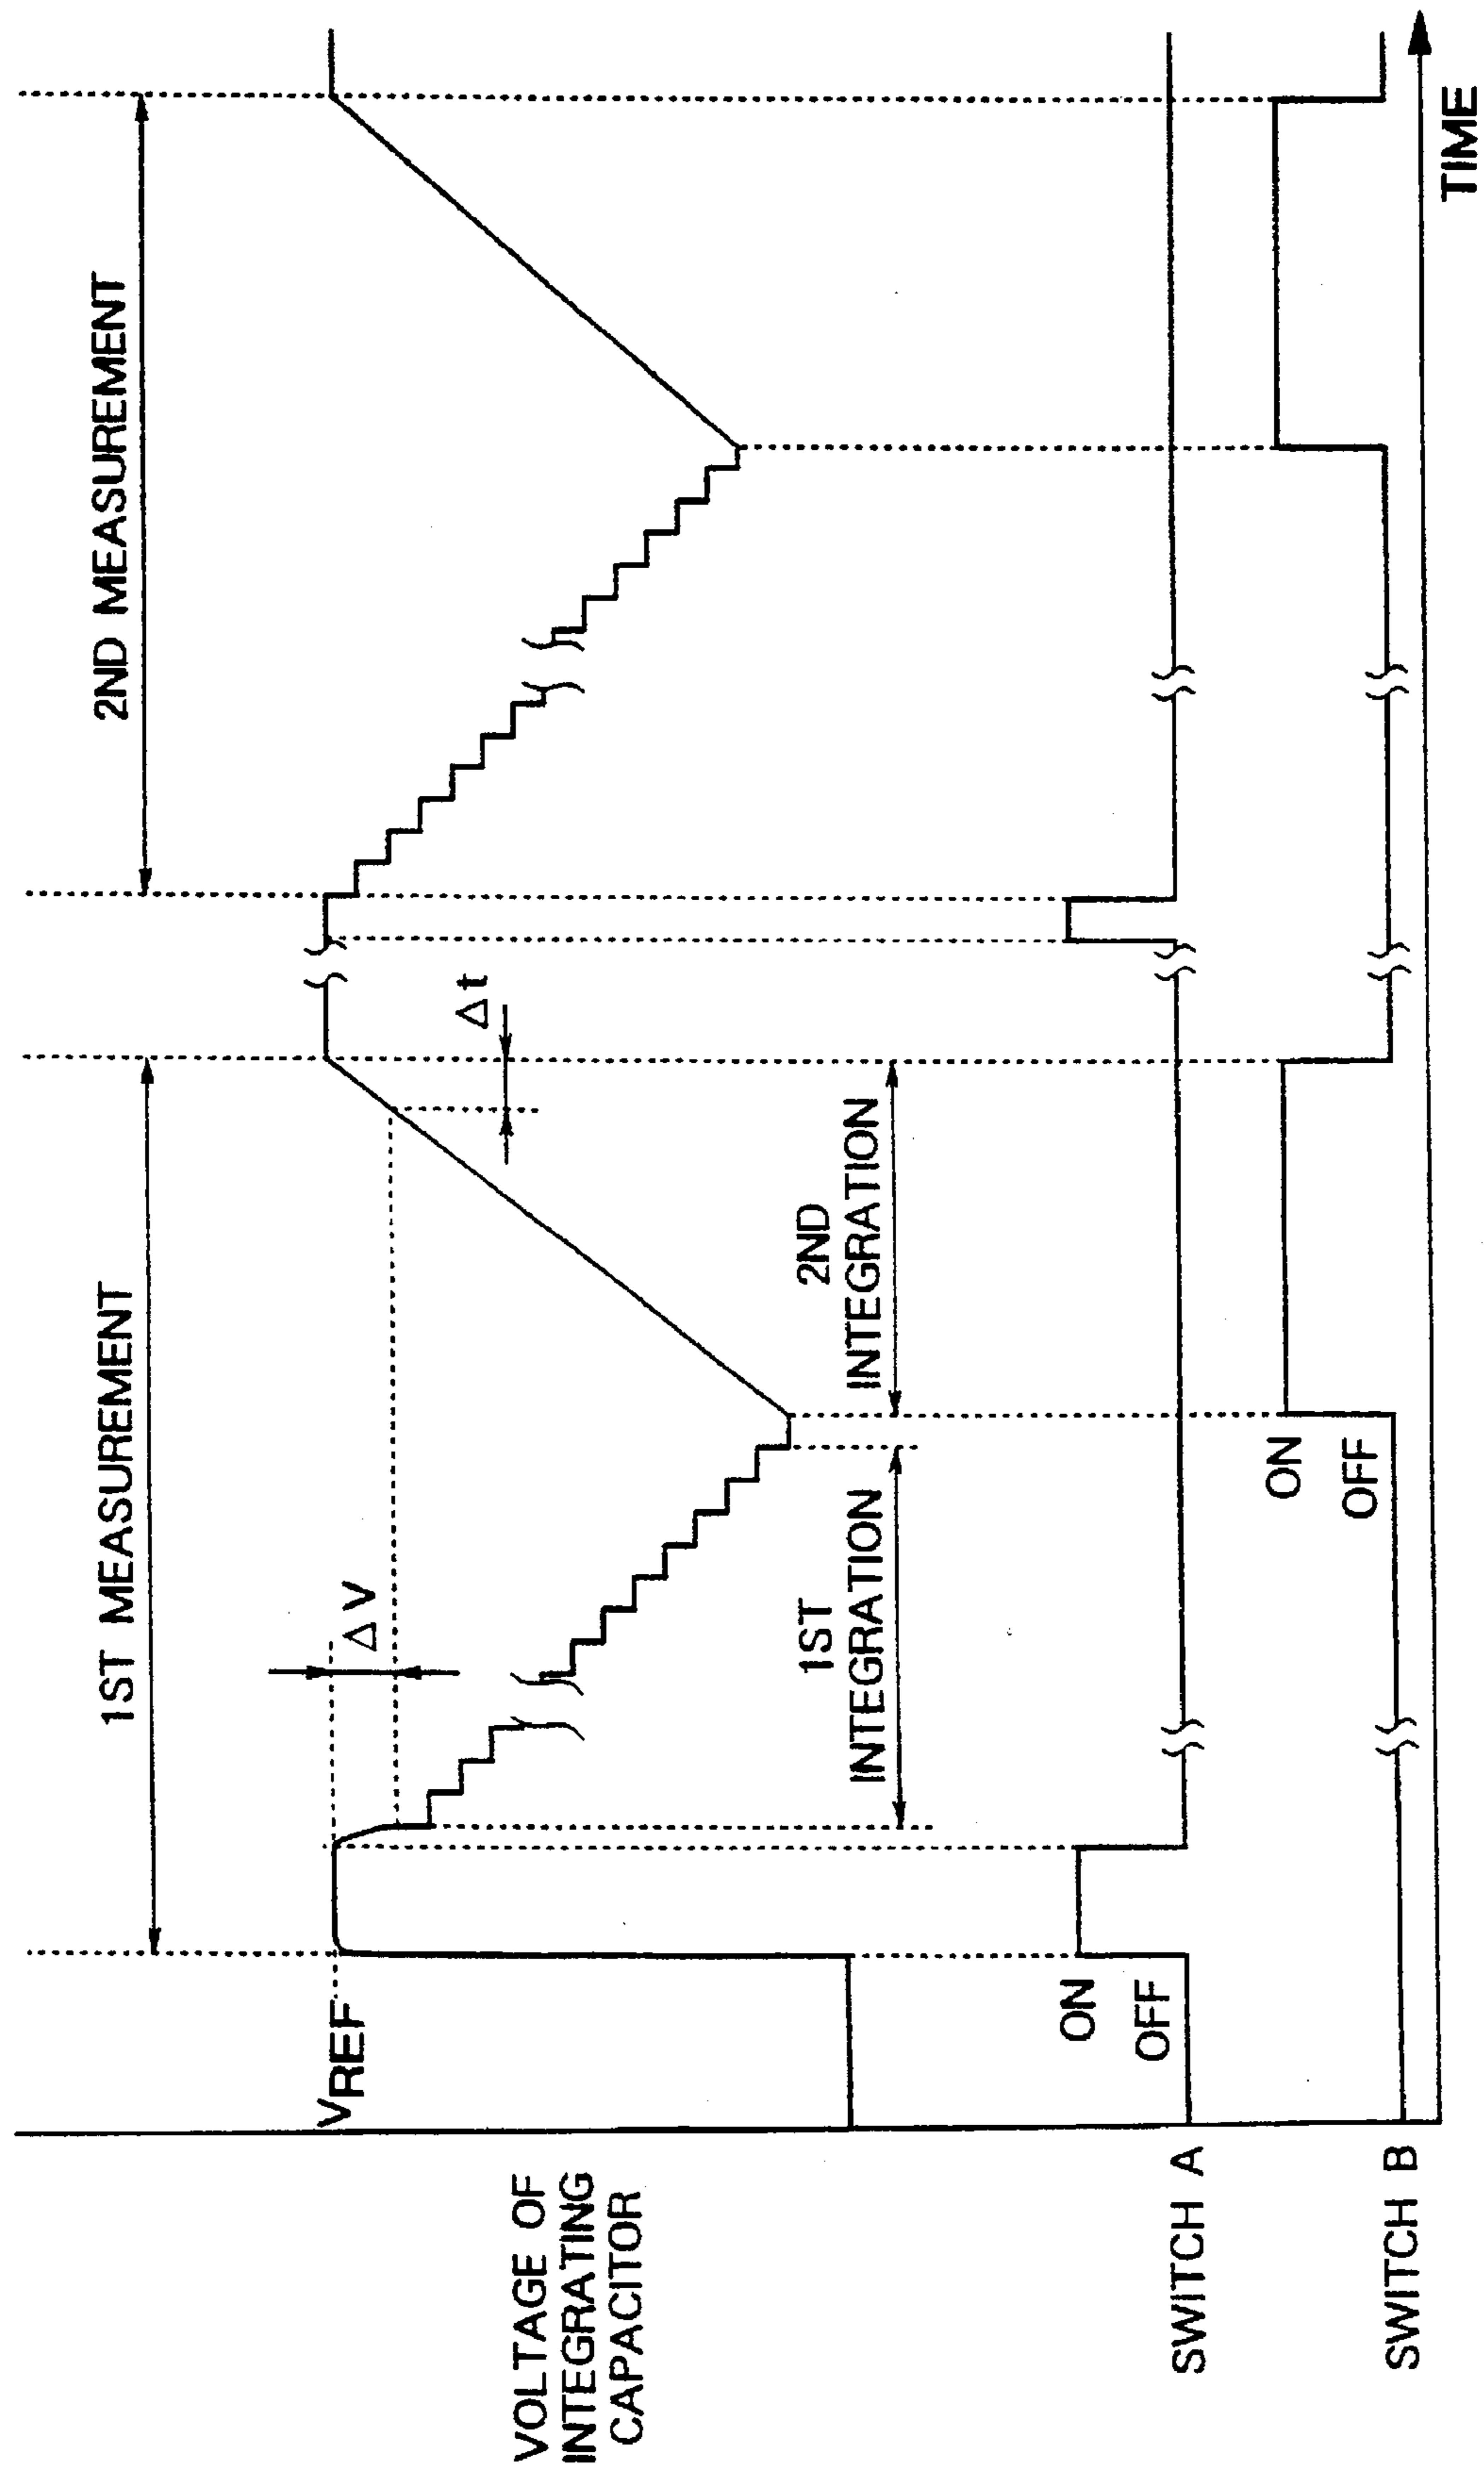 1ST MEASUREMENT
2ND MEASUREMENT
VREF
ΔV
Δt
VOLTAGE OF
INTEGRATING
CAPACITOR
1ST
INTEGRATION
2ND
INTEGRATION
ON
OFF
SWITCH A
ON
OFF
SWITCH B
TIME